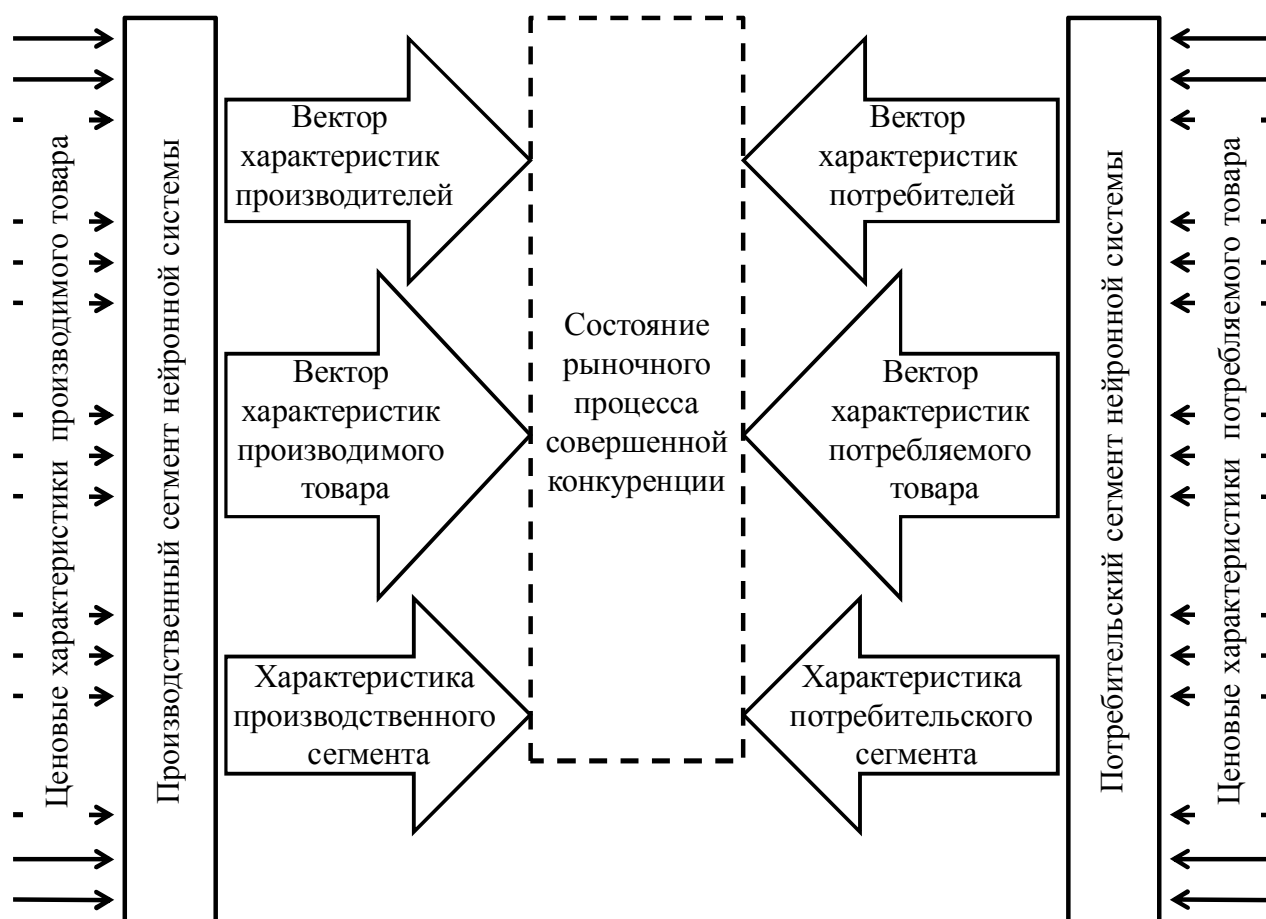 Ценовые характеристики производимого товара
Производственный сегмент нейронной системы
Вектор
характеристик
производителей
Вектор
характеристик
производимого
товара
Характеристика
производственного
сегмента
Состояние
рыночного
процесса
совершенной
конкуренции
Вектор
характеристик
потребителей
Вектор
характеристик
потребляемого
товара
Характеристика
потребительского
сегмента
Потребительский сегмент нейронной системы
Ценовые характеристики потребляемого товара